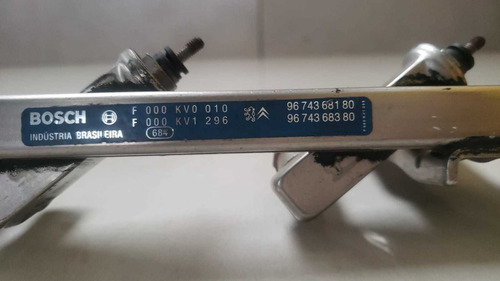 BOSCH F 000 KV0 010 96 743 681 80
F 000 KV1 296 96 743 683 80
INDÚSTRIA BRASILEIRA 684